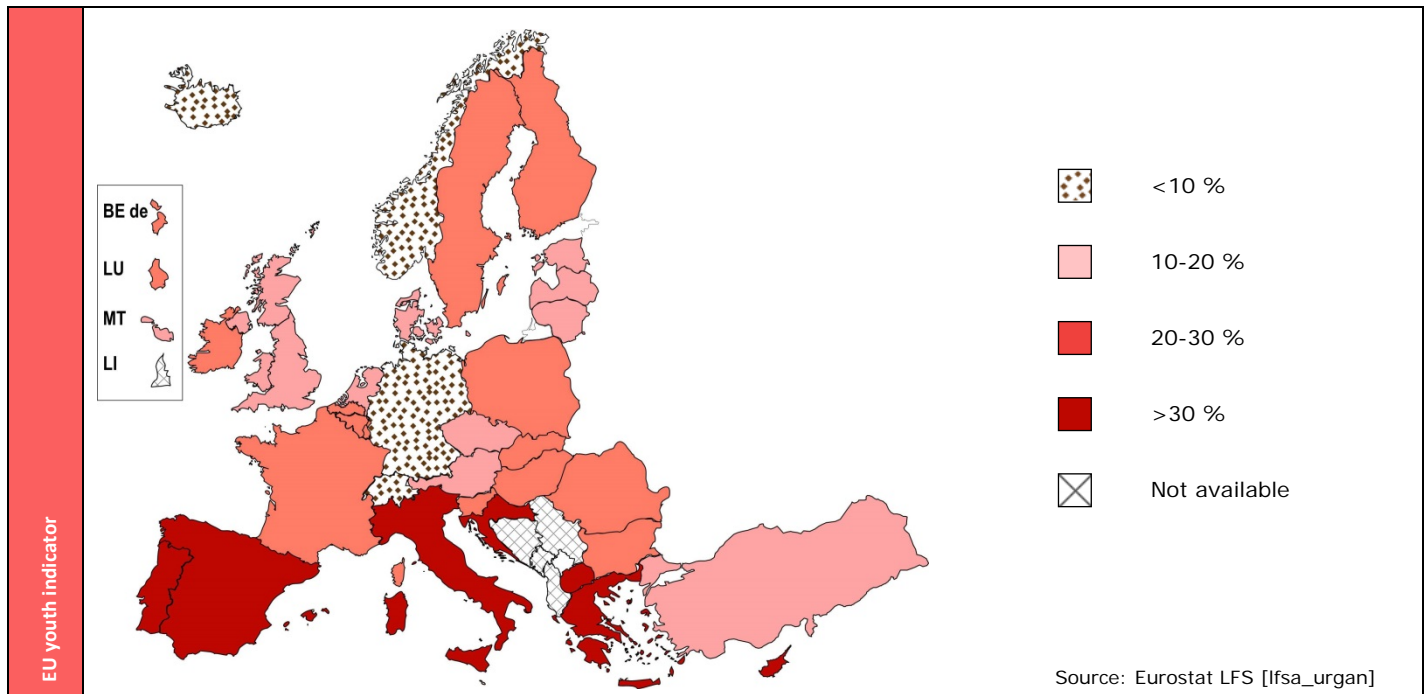 EU youth indicator
BE de
LU
MT
LI
<10 %
10-20 %
20-30 %
>30 %
Not available
Source: Eurostat LFS [lfsa_urgan]